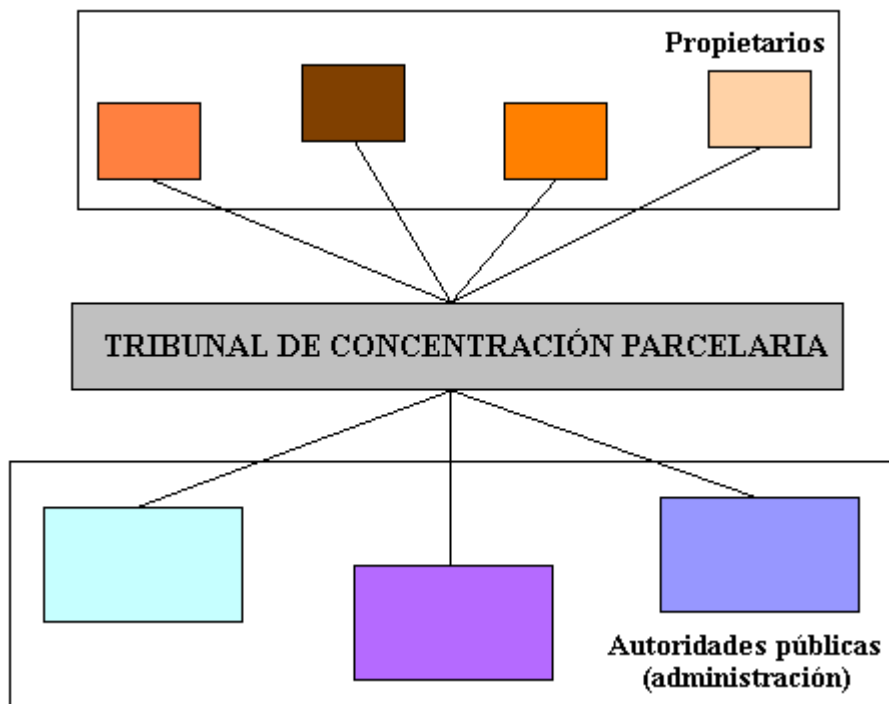 Propietarios
TRIBUNAL DE CONCENTRACIÓN PARCELARIA
Autoridades públicas
(administración)